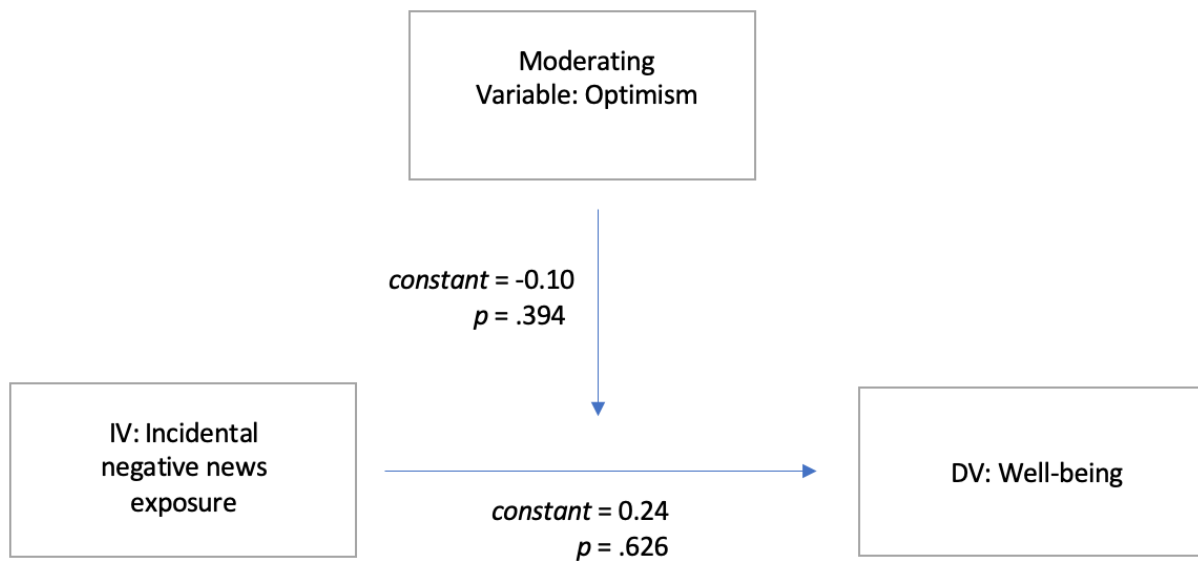 Moderating
Variable: Optimism
constant = -0.10
p = .394
IV: Incidental
negative news
exposure
constant = 0.24
p = .626
DV: Well-being